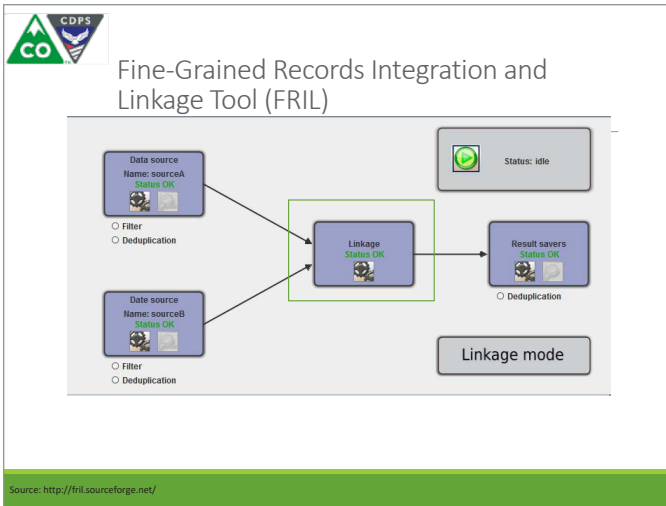 CDPS
CO
Fine-Grained Records Integration and
Linkage Tool (FRIL)
Data source
Name: sourceA
Status OK
Filter
Deduplication
Status: idle
Linkage
Status OK
Result savers
Status OK
Deduplication
Date source
Name: sourceB
Status OK
Filter
Deduplication
Linkage mode
Source: http://fril.sourceforge.net/